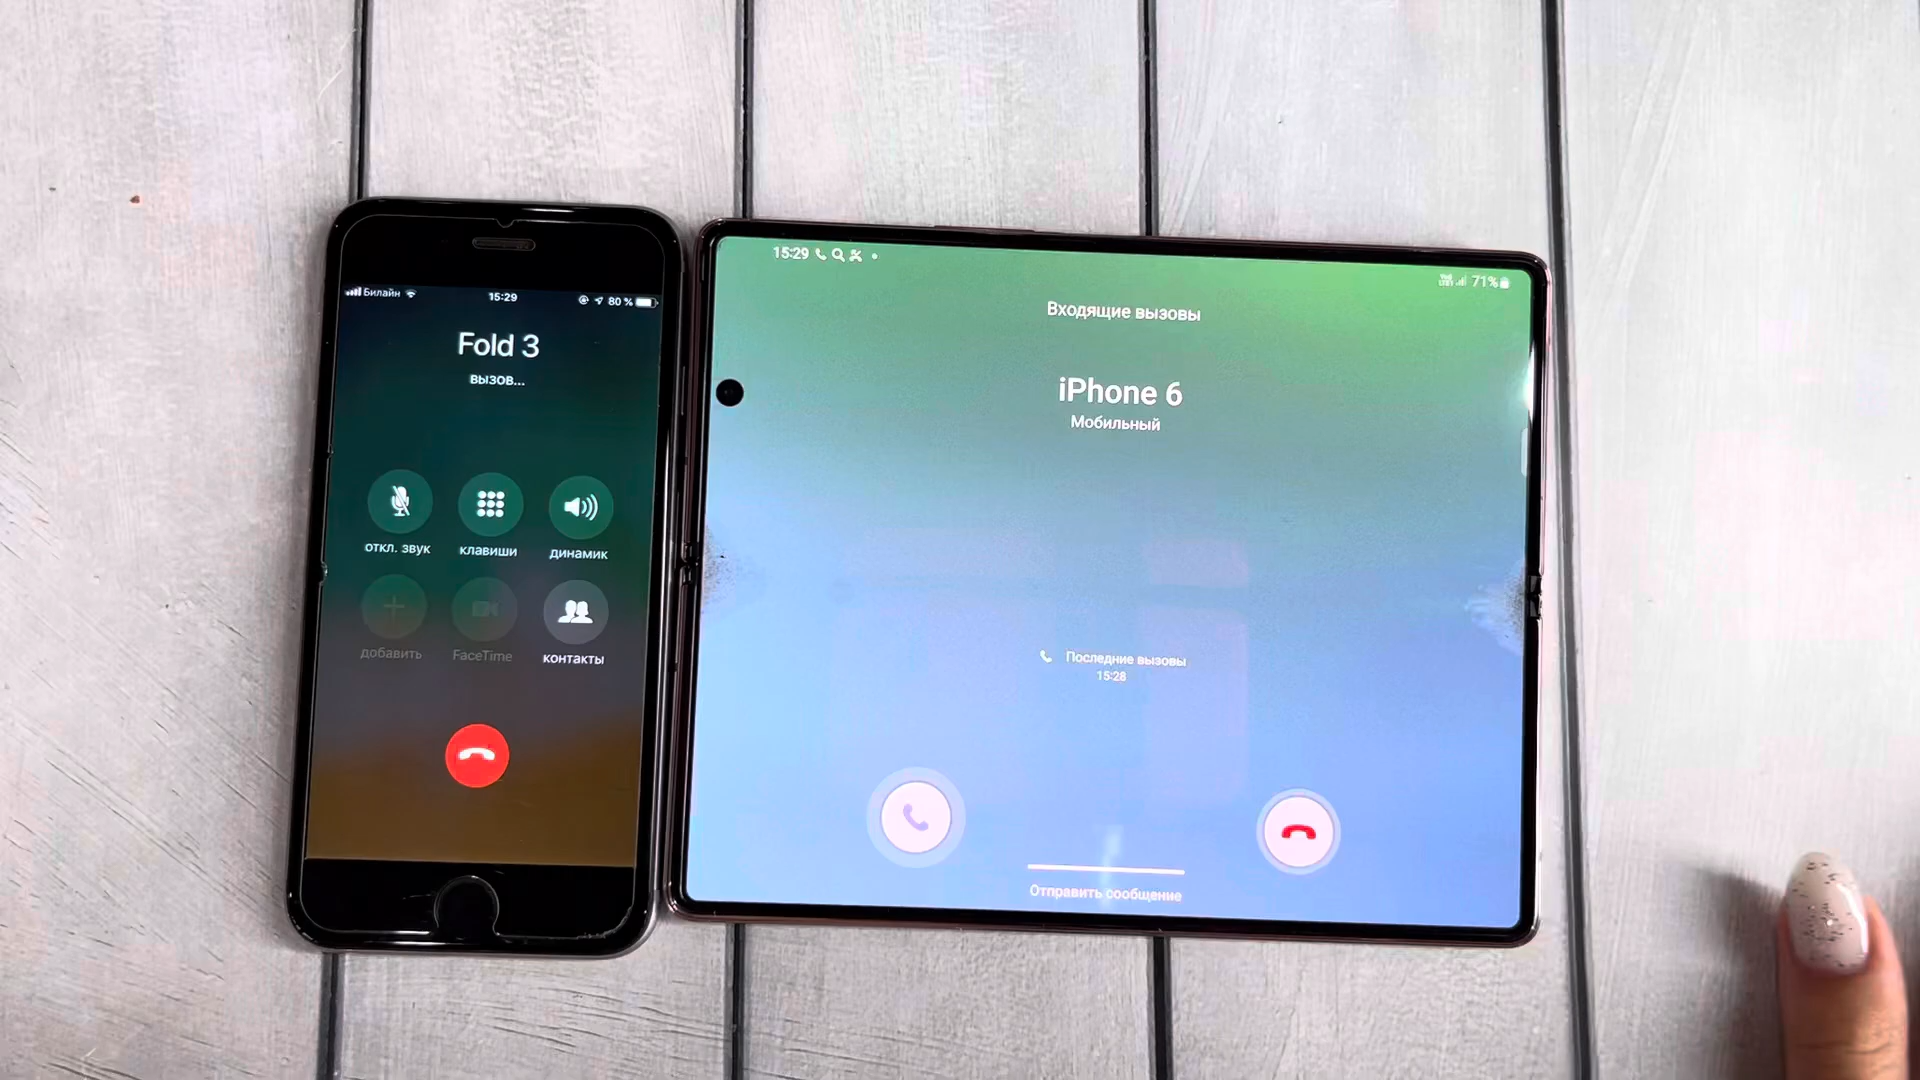 Билайн
15:29
80 %
Fold 3
вызов...
откл. звук
клавиши
динамик
добавить
FaceTime
контакты
15:29
71%
Входящие вызовы
iPhone 6
Мобильный
Последние вызовы
15:28
Отправить сообщение